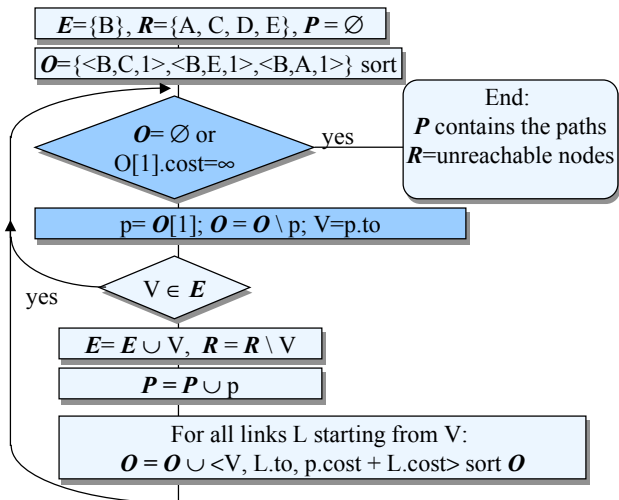 E={B}, R={A, C, D, E}, P = ∅
O={<B,C,1>,<B,E,1>,<B,A,1>} sort
O= ∅ or
O[1].cost=∞
yes
End:
P contains the paths
R=unreachable nodes
p= O[1]; O = O \ p; V=p.to
V ∈ E
yes
E= E ∪ V, R = R \ V
P = P ∪ p
For all links L starting from V:
O = O ∪ <V, L.to, p.cost + L.cost> sort O